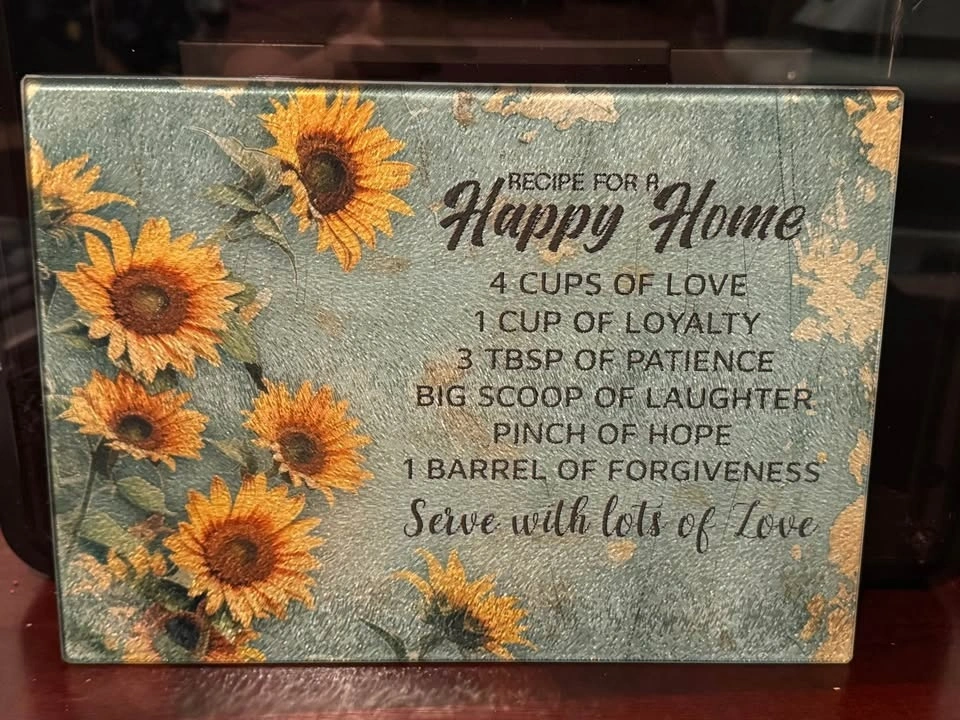 RECIPE FOR A
Happy Home
4 CUPS OF LOVE
1 CUP OF LOYALTY
3 TBSP OF PATIENCE
BIG SCOOP OF LAUGHTER
PINCH OF HOPE
1 BARREL OF FORGIVENESS
Serve with lots of Love